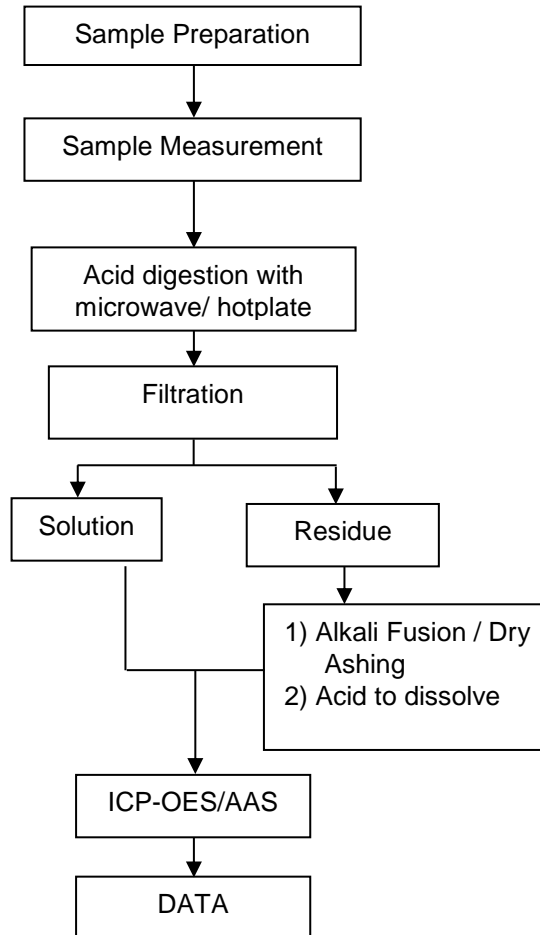 Sample Preparation
Sample Measurement
Acid digestion with
microwave/ hotplate
Filtration
Solution
Residue
1) Alkali Fusion / Dry
Ashing
2) Acid to dissolve
ICP-OES/AAS
DATA